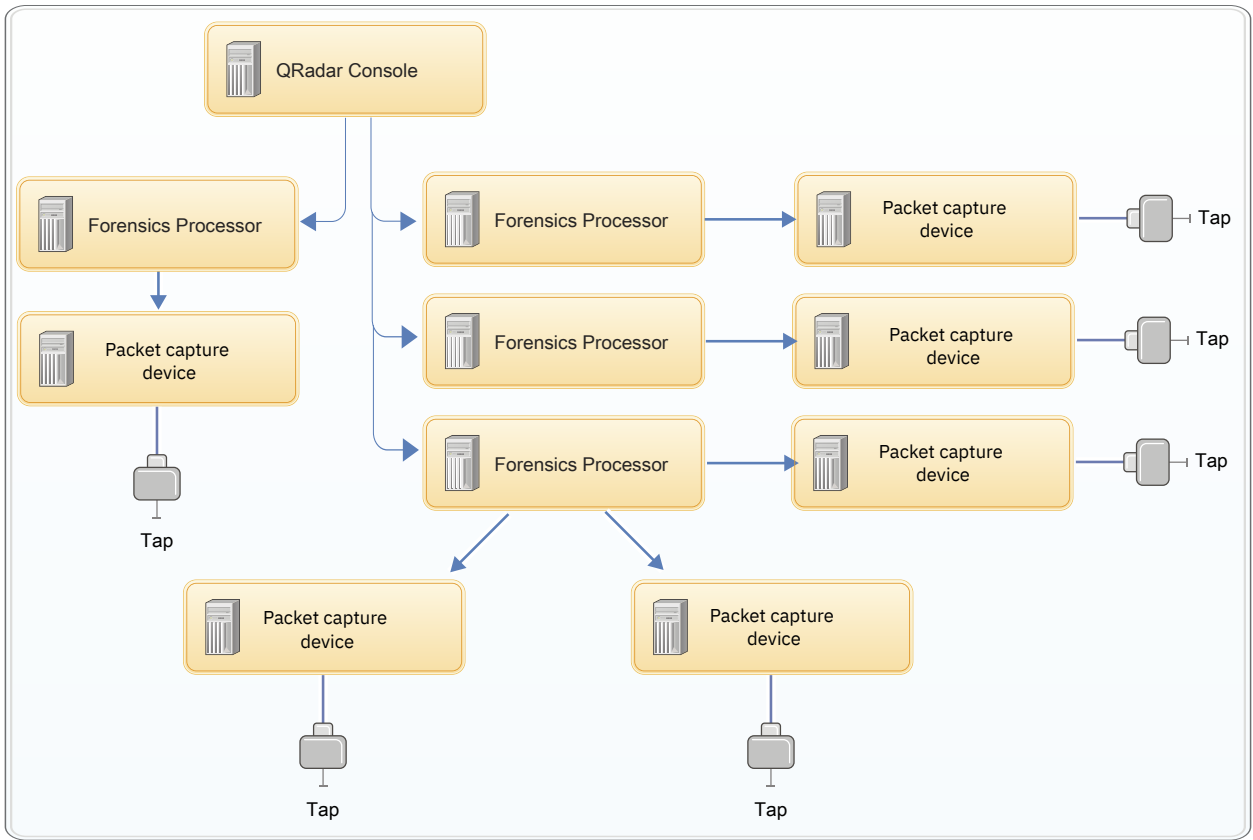 QRadar Console
Forensics Processor
Forensics Processor
Packet capture
device
Tap
Packet capture
device
Forensics Processor
Packet capture
device
Tap
Forensics Processor
Packet capture
device
Tap
Tap
Packet capture
device
Packet capture
device
Tap
Tap